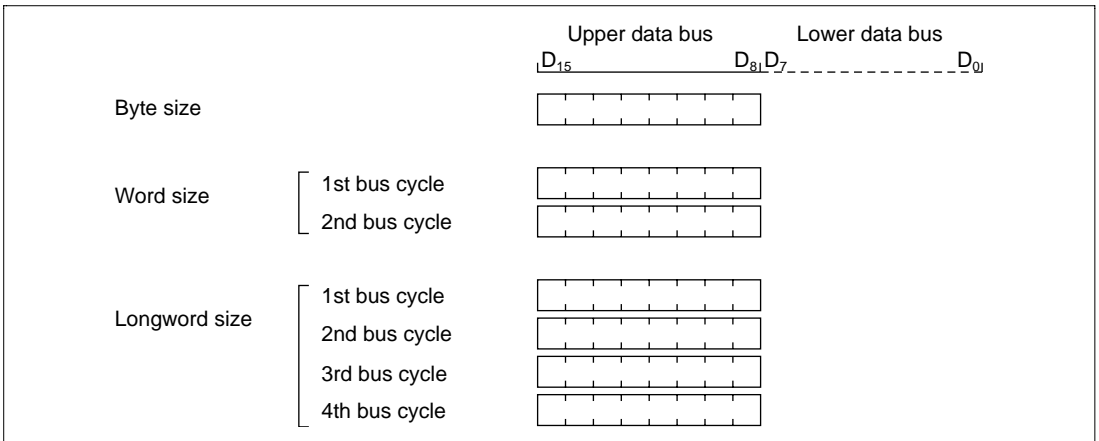 Upper data bus Lower data bus
D15 D8 D7 D0
Byte size
Word size
1st bus cycle
2nd bus cycle
Longword size
1st bus cycle
2nd bus cycle
3rd bus cycle
4th bus cycle